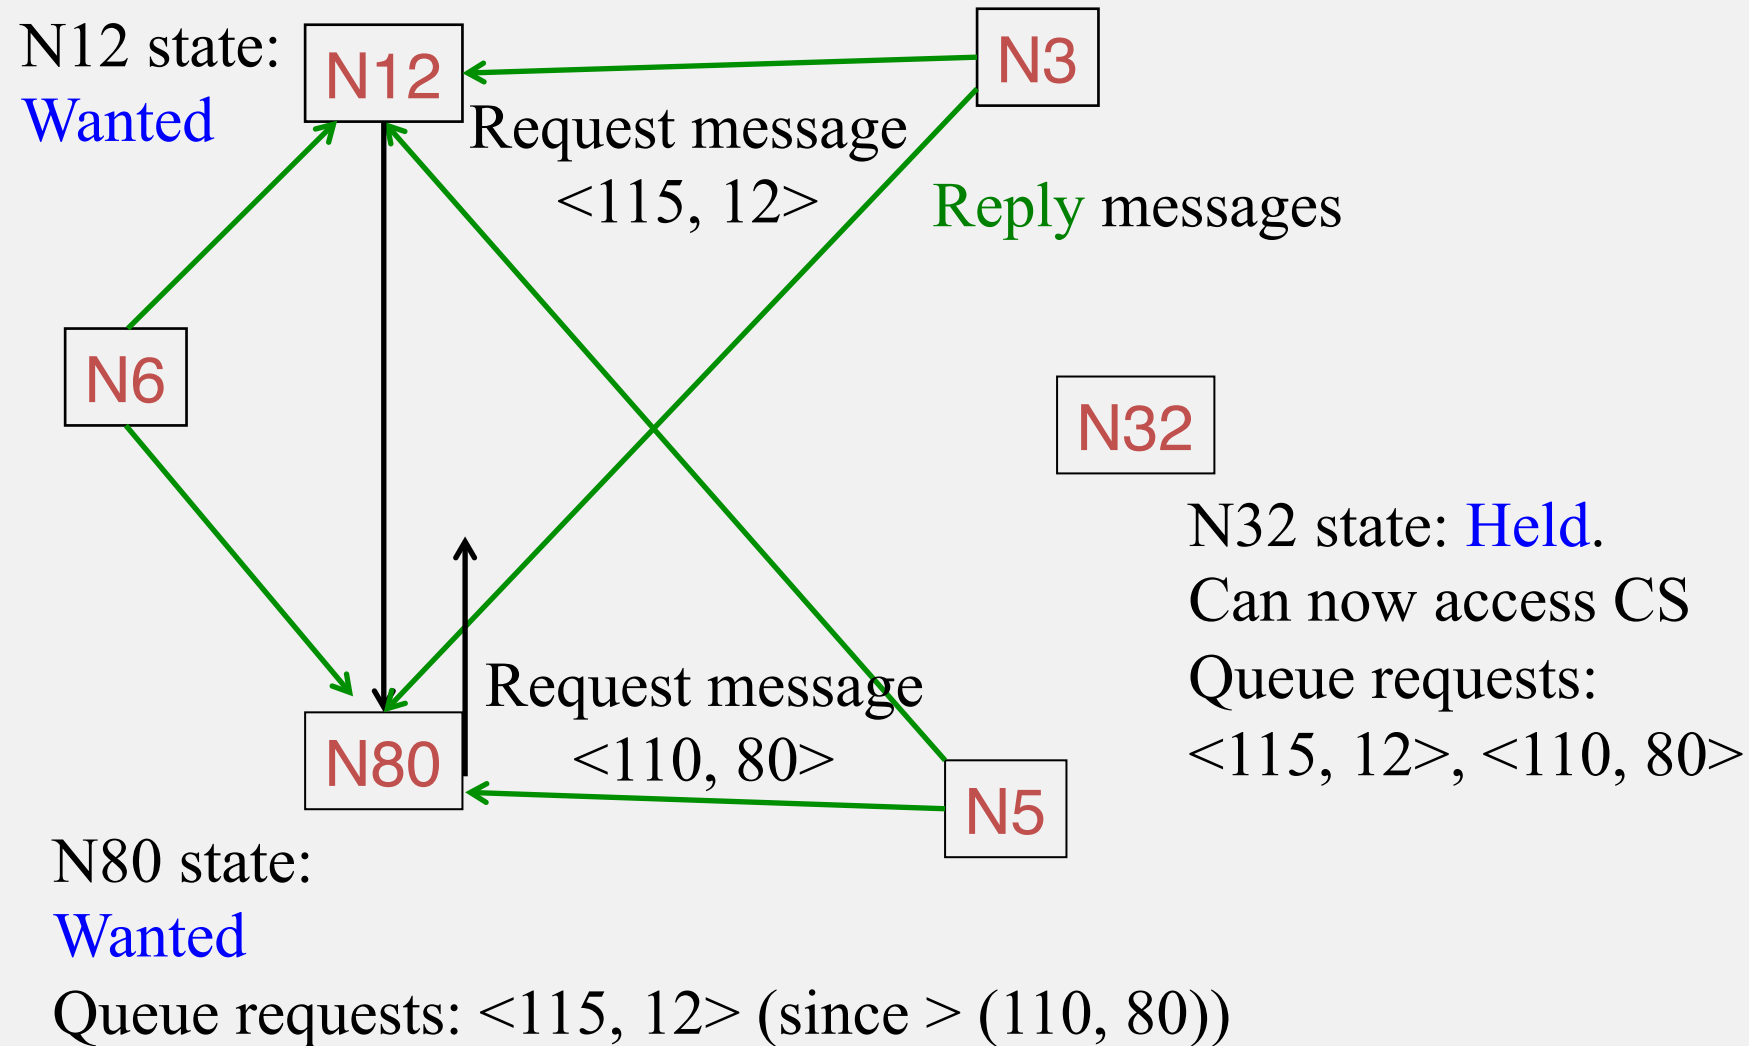 N12 state:
Wanted
N12
N3
Request message
<115, 12>
Reply messages
N6
N32
N32 state: Held.
Can now access CS
Queue requests:
<115, 12>, <110, 80>
Request message
<110, 80>
N80
N5
N80 state:
Wanted
Queue requests: <115, 12> (since > (110, 80))